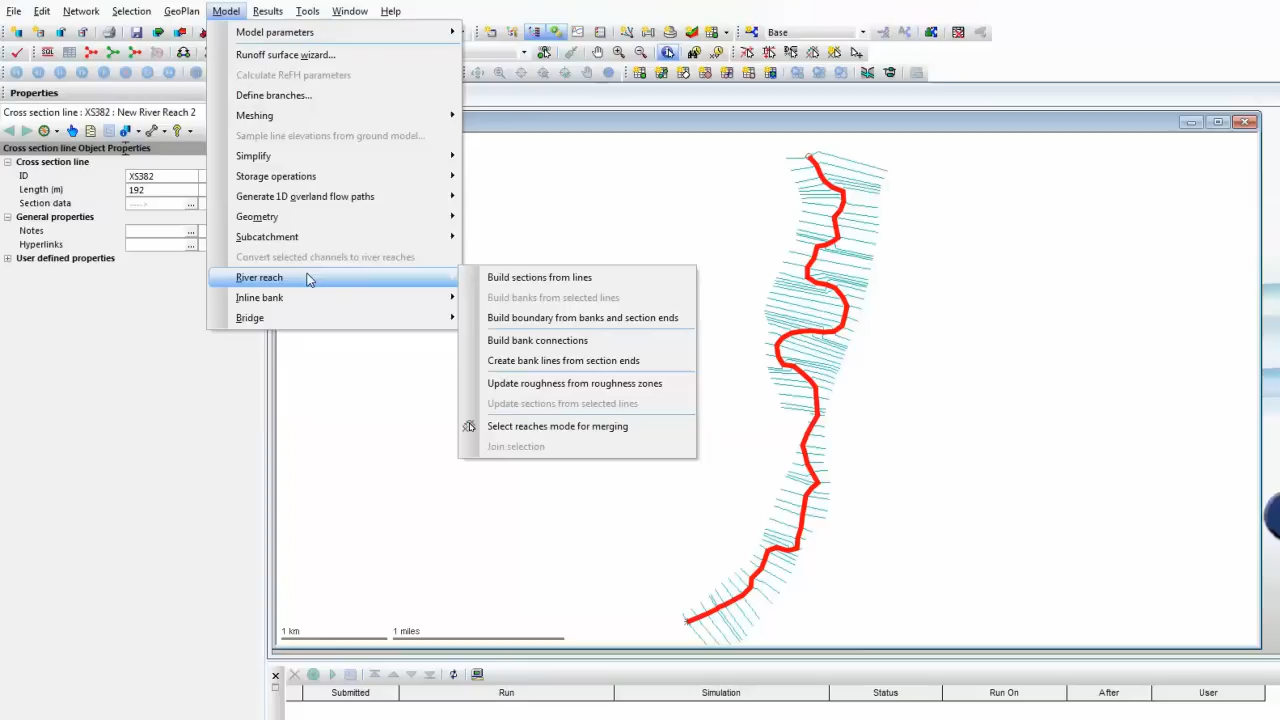 File Edit Network Selection GeoPlan Model Results Tools Window Help
Base
Properties
Cross section line : XS382 : New River Reach 2
Cross section line Object Properties
Cross section line
ID XS382
Length (m) 192
Section data ----> ...
General properties
Notes ...
Hyperlinks ...
User defined properties
Model parameters
Runoff surface wizard...
Calculate ReFH parameters
Define branches...
Meshing
Sample line elevations from ground model...
Simplify
Storage operations
Generate 1D overland flow paths
Geometry
Subcatchment
Convert selected channels to river reaches
River reach
Inline bank
Bridge
Build sections from lines
Build banks from selected lines
Build boundary from banks and section ends
Build bank connections
Create bank lines from section ends
Update roughness from roughness zones
Update sections from selected lines
Select reaches mode for merging
Join selection
1 km 1 miles
Submitted Run Simulation Status Run On After User